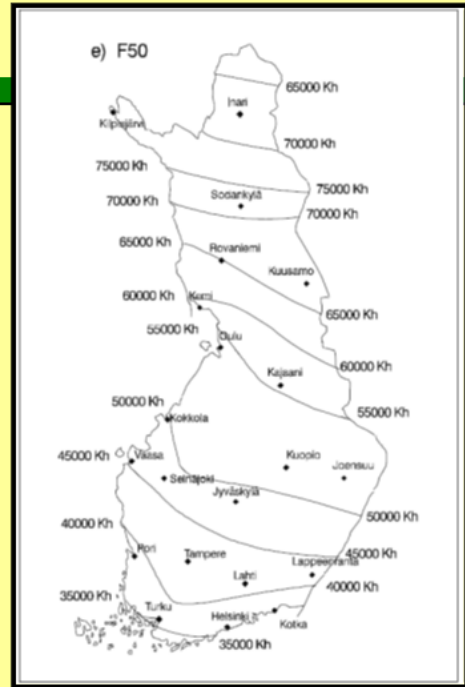 e) F50
65000 Kh
Inari
Kilpisjärvi
70000 Kh
75000 Kh
75000 Kh
Sodankylä
70000 Kh
70000 Kh
65000 Kh
Rovaniemi
Kuusamo
60000 Kh
Kemi
65000 Kh
55000 Kh
Oulu
60000 Kh
Kajaani
50000 Kh
55000 Kh
Kokkola
45000 Kh
Vaasa
Kuopio
Joensuu
Seinäjoki
Jyväskylä
50000 Kh
40000 Kh
Pori
Tampere
45000 Kh
Lappeenranta
Lahti
40000 Kh
35000 Kh
Turku
Helsinki
Kotka
35000 Kh